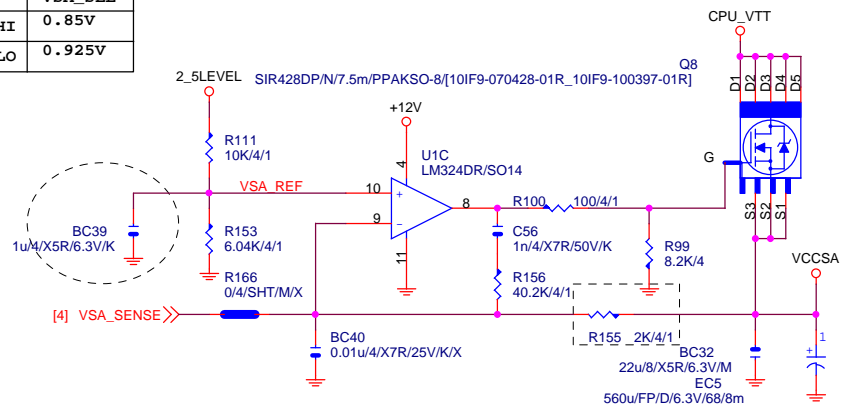 HI 0.85V
LO 0.925V
CPU_VTT
Q8
2_5LEVEL
SIR428DP/N/7.5m/PPAKSO-8/[10IF9-070428-01R_10IF9-100397-01R]
D1
D2
D3
D4
D5
+12V
R111
10K/4/1
U1C
LM324DR/SO14
4
G
VSA_REF
10
+
8
R100
100/4/1
9
-
S3
S2
S1
BC39
1u/4/X5R/6.3V/K
R153
6.04K/4/1
C56
1n/4/X7R/50V/K
11
R99
8.2K/4
VCCSA
R166
0/4/SHT/M/X
R156
40.2K/4/1
[4] VSA_SENSE
R155
2K/4/1
1
+
BC40
0.01u/4/X7R/25V/K/X
BC32
22u/8/X5R/6.3V/M
EC5
560u/FP/D/6.3V/68/8m